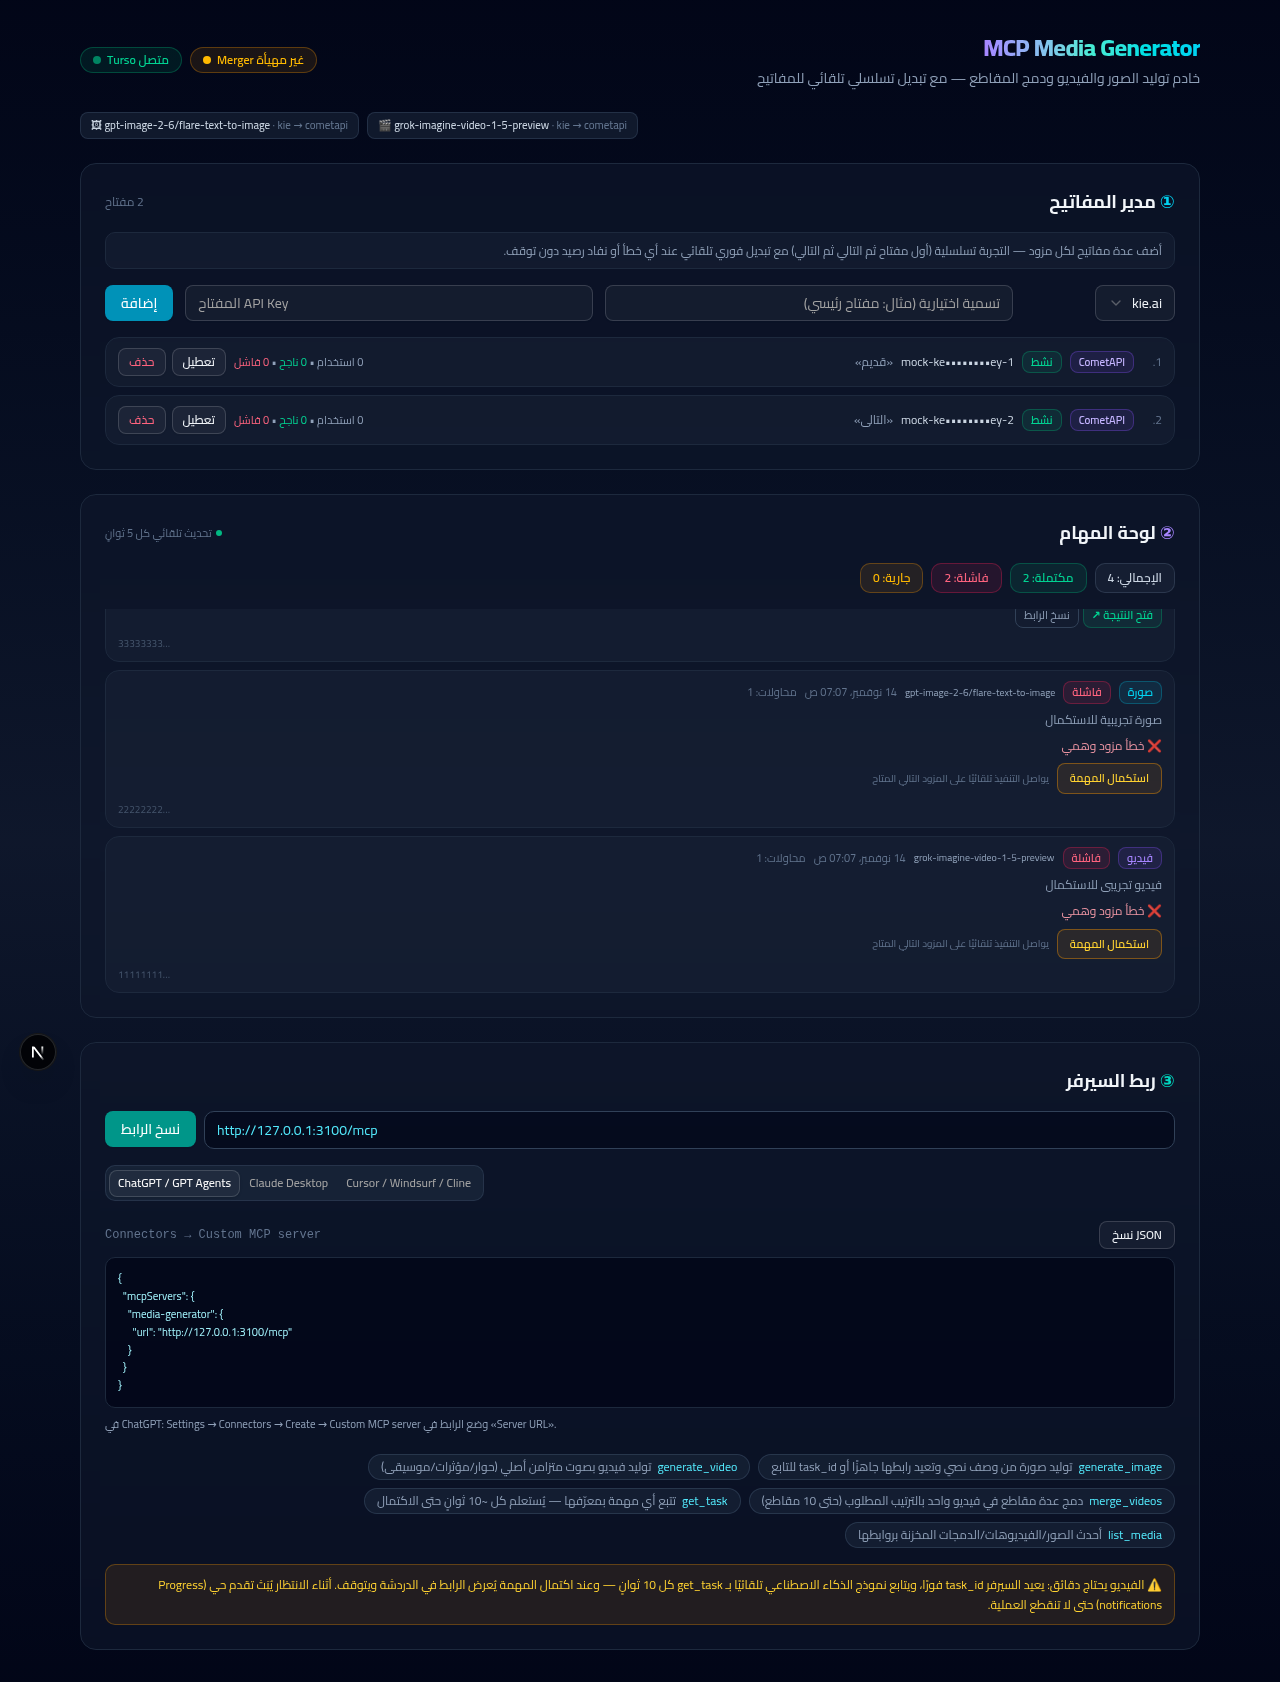 MCP Media Generator
خادم توليد الصور والفيديو ودمج المقاطع — مع تبديل تسلسلي تلقائي للمفاتيح
غير مهيأة Merger
متصل Turso
🖼 gpt-image-2-6/flare-text-to-image · kie → cometapi
🎬 grok-imagine-video-1-5-preview · kie → cometapi
① مدير المفاتيح
2 مفتاح
أضف عدة مفاتيح لكل مزود — التجربة تسلسلية (أول مفتاح ثم التالي ثم التالي) مع تبديل فوري تلقائي عند أي خطأ أو نفاد رصيد دون توقف.
kie.ai
تسمية اختيارية (مثال: مفتاح رئيسي)
المفتاح API Key
إضافة
1. CometAPI نشط mock-ke••••••••ey-1 «قديم» 0 استخدام • 0 ناجح • 0 فاشل تعطيل حذف
2. CometAPI نشط mock-ke••••••••ey-2 «التالي» 0 استخدام • 0 ناجح • 0 فاشل تعطيل حذف
② لوحة المهام
تحديث تلقائي كل 5 ثوانٍ
الإجمالي: 4
مكتملة: 2
فاشلة: 2
جارية: 0
فتح النتيجة ↗
نسخ الرابط
33333333...
صورة فاشلة gpt-image-2-6/flare-text-to-image 14 نوفمبر، 07:07 ص محاولات: 1
صورة تجريبية للاستكمال
❌ خطأ مزود وهمي
استكمال المهمة يواصل التنفيذ تلقائيًا على المزود التالي المتاح
22222222...
فيديو فاشلة grok-imagine-video-1-5-preview 14 نوفمبر، 07:07 ص محاولات: 1
فيديو تجريبي للاستكمال
❌ خطأ مزود وهمي
استكمال المهمة يواصل التنفيذ تلقائيًا على المزود التالي المتاح
11111111...
N
③ ربط السيرفر
http://127.0.0.1:3100/mcp
نسخ الرابط
ChatGPT / GPT Agents
Claude Desktop
Cursor / Windsurf / Cline
Connectors → Custom MCP server
نسخ JSON
{
"mcpServers": {
"media-generator": {
"url": "http://127.0.0.1:3100/mcp"
}
}
}
في ChatGPT: Settings → Connectors → Create → Custom MCP server وضع الرابط في «Server URL».
generate_image توليد صورة من وصف نصي وتعيد رابطها جاهزًا أو task_id للتابع
generate_video توليد فيديو بصوت متزامن أصلي (حوار/مؤثرات/موسيقى)
merge_videos دمج عدة مقاطع في فيديو واحد بالترتيب المطلوب (حتى 10 مقاطع)
get_task تتبع أي مهمة بمعرّفها — يُستعلم كل ~10 ثوانٍ حتى الاكتمال
list_media أحدث الصور/الفيديوهات/الدمجات المخزنة بروابطها
⚠️ الفيديو يحتاج دقائق: يعيد السيرفر task_id فورًا، ويتابع نموذج الذكاء الاصطناعي تلقائيًا بـ get_task كل 10 ثوانٍ — وعند اكتمال المهمة يُعرض الرابط في الدردشة ويتوقف. أثناء الانتظار يُبَث تقدم حي (Progress
notifications) حتى لا تنقطع العملية.